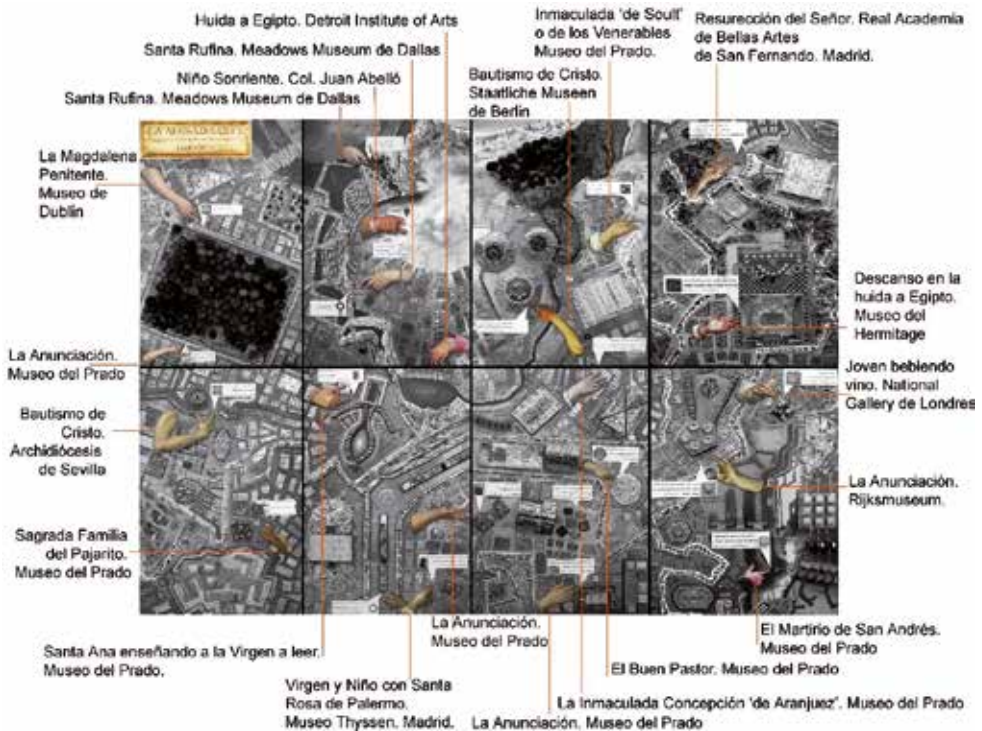 Huida a Egipto. Detroit Institute of Arts
Santa Rufina. Meadows Museum de Dallas
Niño Sonriente. Col. Juan Abelló
Santa Rufina. Meadows Museum de Dallas
Inmaculada 'de Soult'
o de los Venerables
Museo del Prado.
Bautismo de Cristo.
Staatliche Museen
de Berlín
Resurección del Señor. Real Academia
de Bellas Artes
de San Fernando. Madrid.
La Magdalena
Penitente.
Museo de
Dublín
Descanso en la
huida a Egipto.
Museo del
Hermitage
La Anunciación.
Museo del Prado
Joven bebiendo
vino. National
Gallery de Londres
Bautismo de
Cristo.
Archidiócesis
de Sevilla
La Anunciación.
Rijksmuseum.
Sagrada Familia
del Pajarito.
Museo del Prado
La Anunciación.
Museo del Prado
El Martirio de San Andrés.
Museo del Prado
Santa Ana enseñando a la Virgen a leer.
Museo del Prado.
El Buen Pastor. Museo del Prado
Virgen y Niño con Santa
Rosa de Palermo.
Museo Thyssen. Madrid.
La Inmaculada Concepción 'de Aranjuez'. Museo del Prado
La Anunciación. Museo del Prado